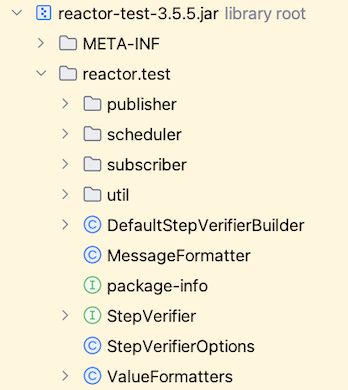 reactor-test-3.5.5.jar library root
META-INF
reactor.test
publisher
scheduler
subscriber
util
C DefaultStepVerifierBuilder
C MessageFormatter
I package-info
I StepVerifier
C StepVerifierOptions
C ValueFormatters